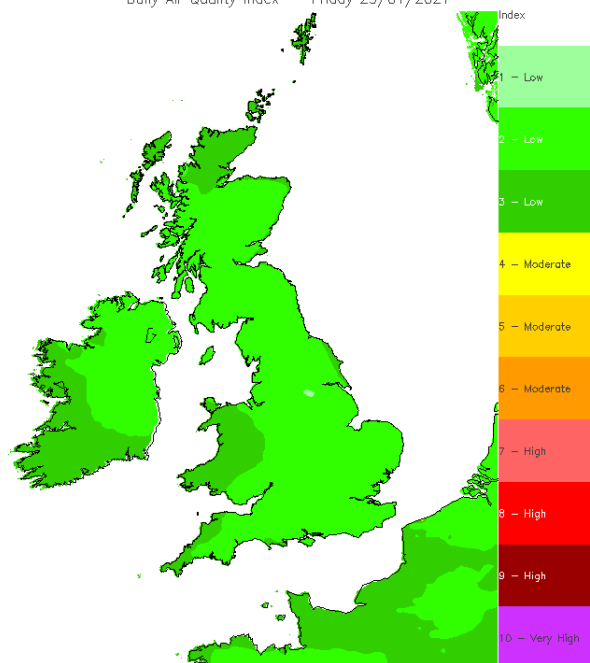 Daily Air Quality Index Friday
Index
1 – Low
2 – Low
3 – Low
4 – Moderate
5 – Moderate
6 – Moderate
7 – High
8 – High
9 – High
10 – Very High